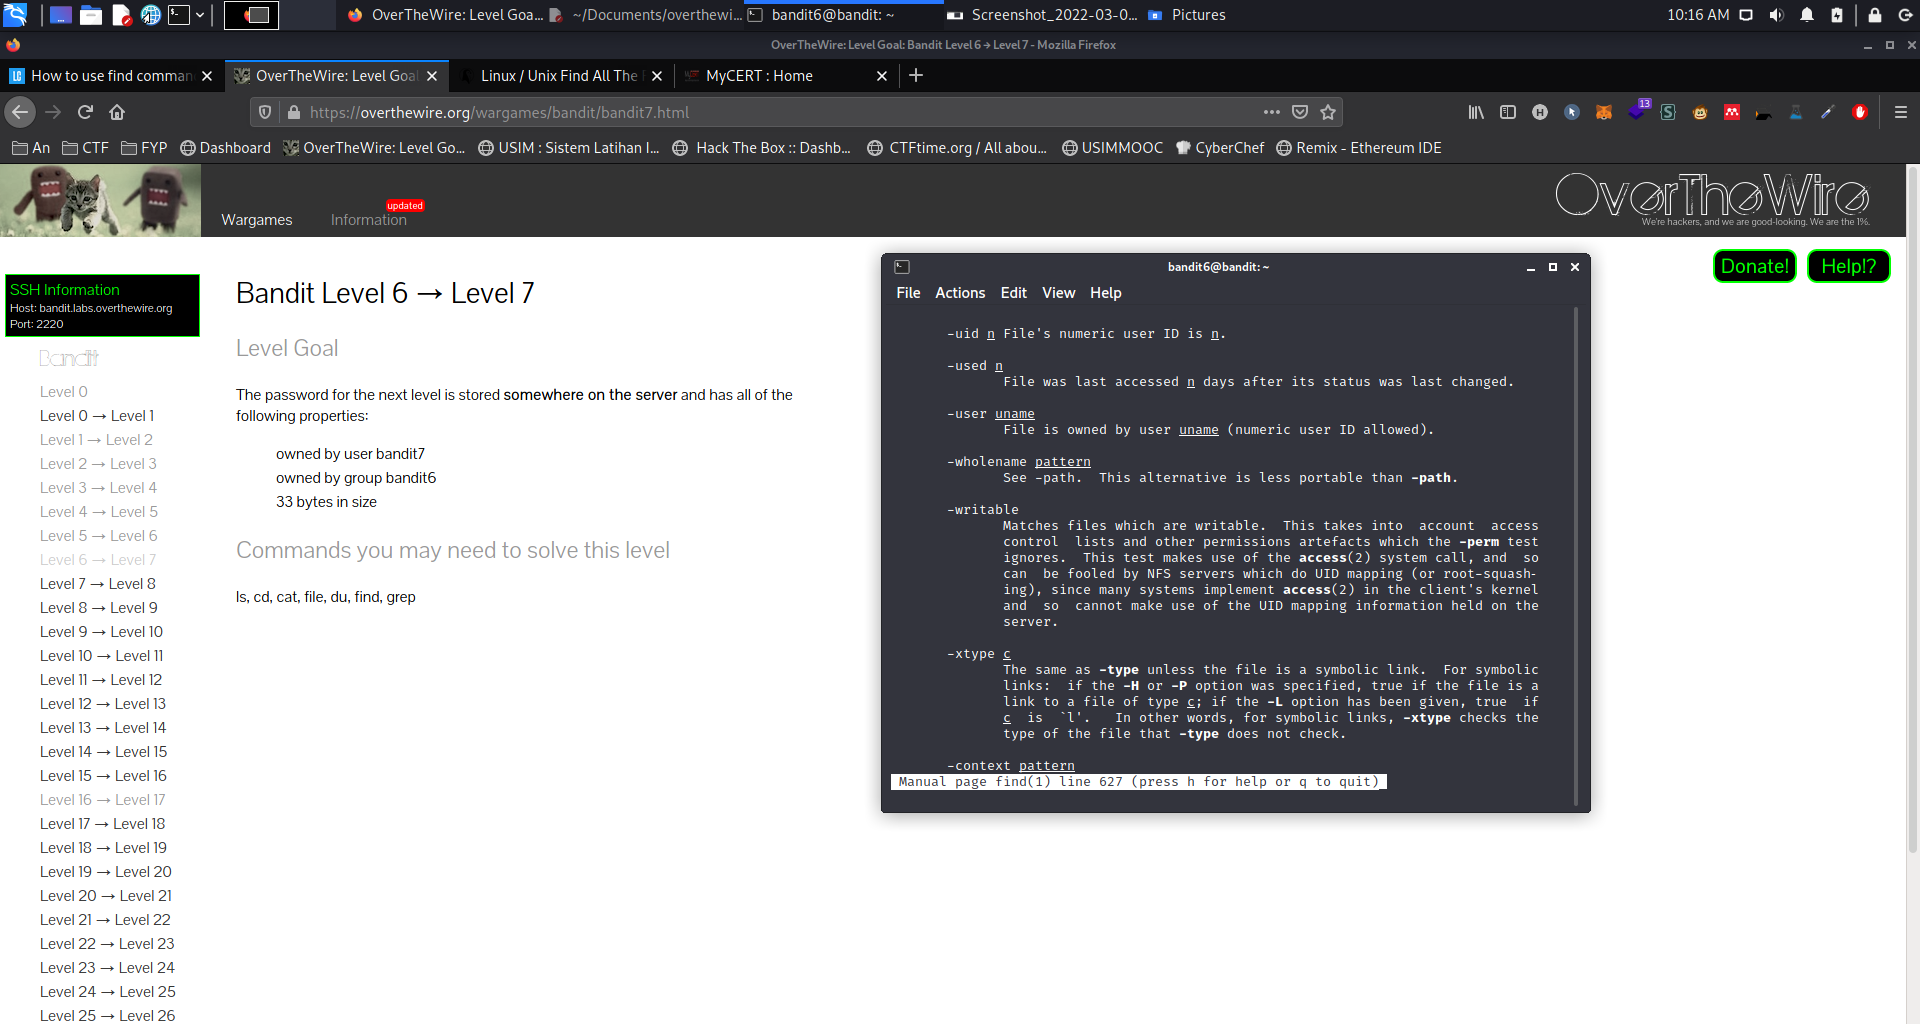 OverTheWire: Level Goa...
~/Documents/overthewi...
bandit6@bandit: ~
Screenshot_2022-03-0...
Pictures
10:16 AM
OverTheWire: Level Goal: Bandit Level 6 → Level 7 - Mozilla Firefox
How to use find comman
OverTheWire: Level Goal
Linux / Unix Find All The
MyCERT : Home
https://overthewire.org/wargames/bandit/bandit7.html
13
An
CTF
FYP
Dashboard
OverTheWire: Level Go...
USIM : Sistem Latihan I...
Hack The Box :: Dashb...
CTFtime.org / All abou...
USIMMOOC
CyberChef
Remix - Ethereum IDE
Wargames
Information
updated
OverTheWire
We're hackers, and we are good-looking. We are the 1%.
Donate!
Help!?
SSH Information
Host: bandit.labs.overthewire.org
Port: 2220
Bandit
Level 0
Level 0 → Level 1
Level 1 → Level 2
Level 2 → Level 3
Level 3 → Level 4
Level 4 → Level 5
Level 5 → Level 6
Level 6 → Level 7
Level 7 → Level 8
Level 8 → Level 9
Level 9 → Level 10
Level 10 → Level 11
Level 11 → Level 12
Level 12 → Level 13
Level 13 → Level 14
Level 14 → Level 15
Level 15 → Level 16
Level 16 → Level 17
Level 17 → Level 18
Level 18 → Level 19
Level 19 → Level 20
Level 20 → Level 21
Level 21 → Level 22
Level 22 → Level 23
Level 23 → Level 24
Level 24 → Level 25
Level 25 → Level 26
Bandit Level 6 → Level 7
Level Goal
The password for the next level is stored somewhere on the server and has all of the
following properties:
owned by user bandit7
owned by group bandit6
33 bytes in size
Commands you may need to solve this level
ls, cd, cat, file, du, find, grep
bandit6@bandit: ~
File Actions Edit View Help
-uid n File's numeric user ID is n.
-used n
File was last accessed n days after its status was last changed.
-user uname
File is owned by user uname (numeric user ID allowed).
-wholename pattern
See -path. This alternative is less portable than -path.
-writable
Matches files which are writable. This takes into account access
control lists and other permissions artefacts which the -perm test
ignores. This test makes use of the access(2) system call, and so
can be fooled by NFS servers which do UID mapping (or root-squash-
ing), since many systems implement access(2) in the client's kernel
and so cannot make use of the UID mapping information held on the
server.
-xtype c
The same as -type unless the file is a symbolic link. For symbolic
links: if the -H or -P option was specified, true if the file is a
link to a file of type c; if the -L option has been given, true if
c is `l'. In other words, for symbolic links, -xtype checks the
type of the file that -type does not check.
-context pattern
Manual page find(1) line 627 (press h for help or q to quit)